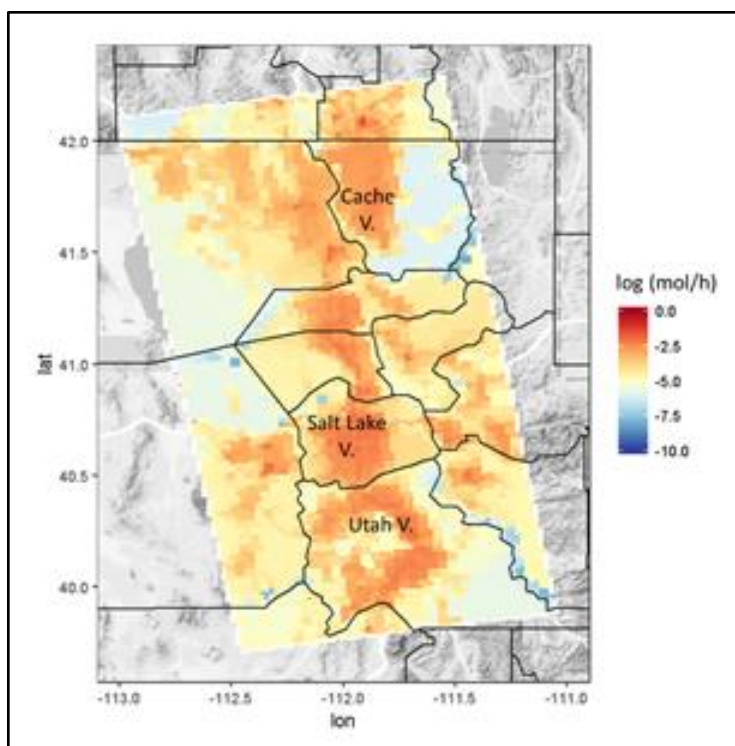 42.0
41.5
41.0
40.5
40.0
lat
-113.0
-112.5
-112.0
-111.5
-111.0
lon
Cache
V.
Salt Lake
V.
Utah V.
log (mol/h)
0.0
-2.5
-5.0
-7.5
-10.0